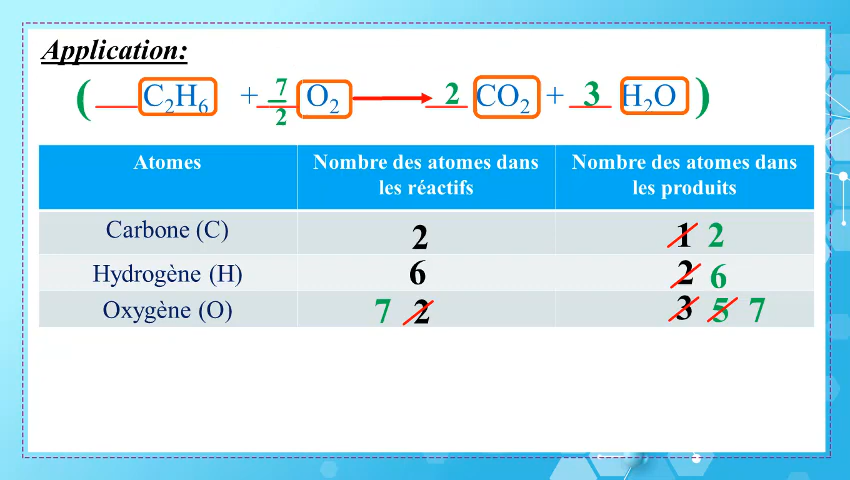 Application:
( ___ C₂H₆ + 7/2 O₂ → 2 CO₂ + 3 H₂O )
Atomes
Nombre des atomes dans
les réactifs
Nombre des atomes dans
les produits
Carbone (C) 2 1 2
Hydrogène (H) 6 2 6
Oxygène (O) 7 2 3 5 7